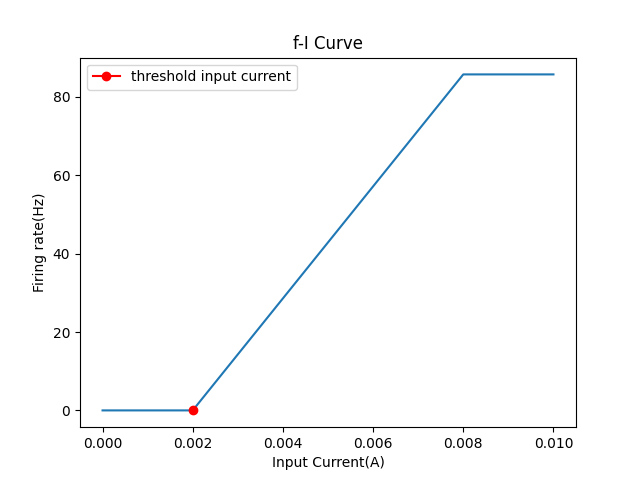 f-I Curve
threshold input current
80
60
40
20
0
Firing rate(Hz)
0.000 0.002 0.004 0.006 0.008 0.010
Input Current(A)